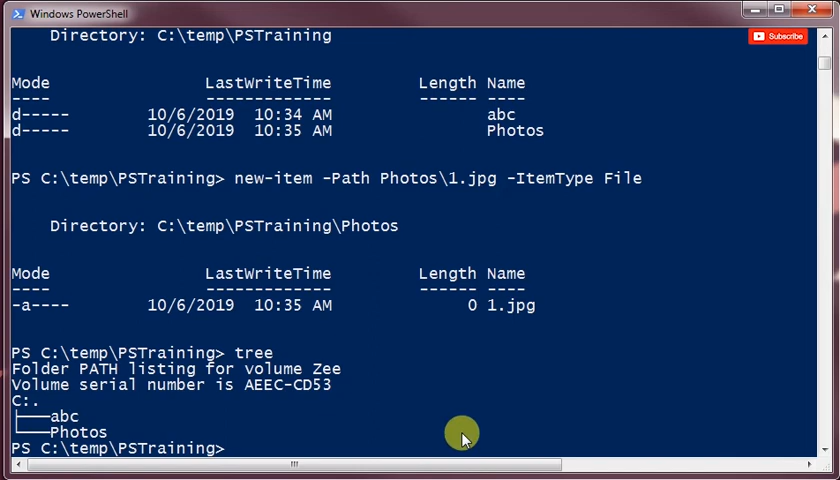 Windows PowerShell
Subscribe
Directory: C:\temp\PSTraining
Mode LastWriteTime Length Name
---- ------------- ------ ----
d----- 10/6/2019 10:34 AM abc
d----- 10/6/2019 10:35 AM Photos
PS C:\temp\PSTraining> new-item -Path Photos\1.jpg -ItemType File
Directory: C:\temp\PSTraining\Photos
Mode LastWriteTime Length Name
---- ------------- ------ ----
-a---- 10/6/2019 10:35 AM 0 1.jpg
PS C:\temp\PSTraining> tree
Folder PATH listing for volume Zee
Volume serial number is AEEC-CD53
C:.
├───abc
└───Photos
PS C:\temp\PSTraining>